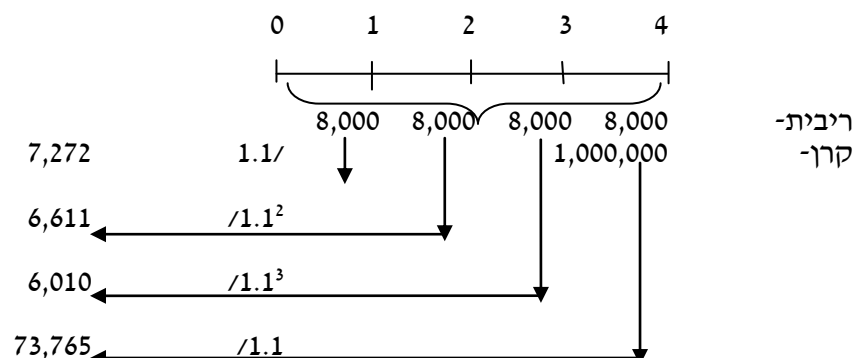 0 1 2 3 4
ריבית- 8,000 8,000 8,000 8,000
קרן- 1,000,000
7,272 1.1/
6,611 /1.1²
6,010 /1.1³
73,765 /1.1